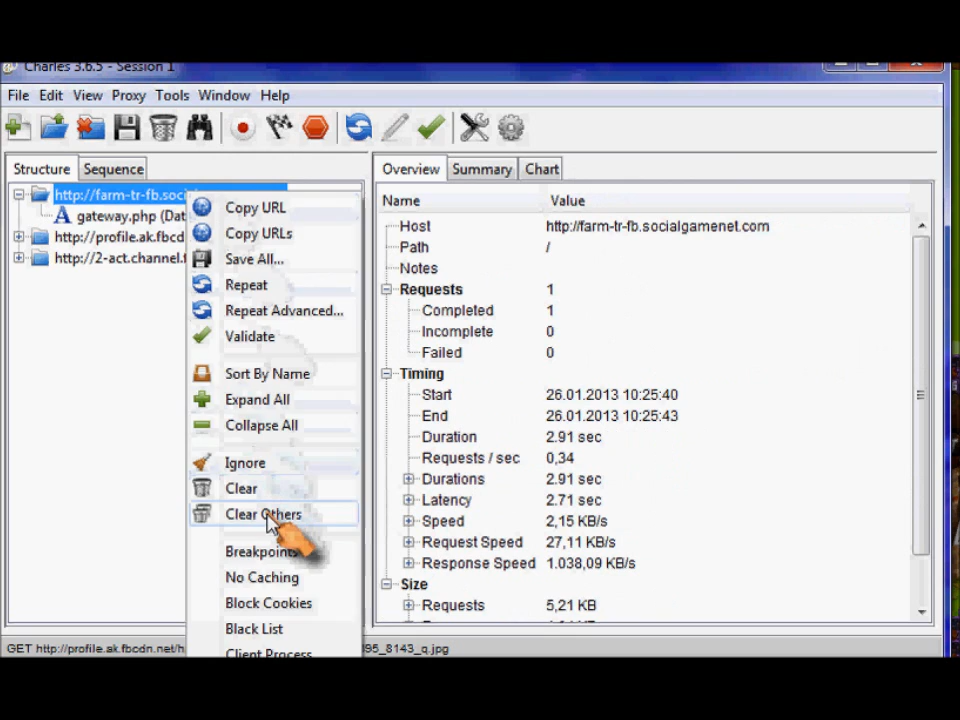 Charles 3.6.5 - Session 1
File Edit View Proxy Tools Window Help
Structure Sequence
http://farm-tr-fb.soci
gateway.php (Dat
http://profile.ak.fbcd
http://2-act.channel.f
Copy URL
Copy URLs
Save All...
Repeat
Repeat Advanced...
Validate
Sort By Name
Expand All
Collapse All
Ignore
Clear
Clear Others
Breakpoints
No Caching
Block Cookies
Black List
Client Process
Overview Summary Chart
Name Value
Host http://farm-tr-fb.socialgamenet.com
Path /
Notes
Requests 1
Completed 1
Incomplete 0
Failed 0
Timing
Start 26.01.2013 10:25:40
End 26.01.2013 10:25:43
Duration 2.91 sec
Requests / sec 0,34
Durations 2.91 sec
Latency 2.71 sec
Speed 2,15 KB/s
Request Speed 27,11 KB/s
Response Speed 1.038,09 KB/s
Size
Requests 5,21 KB
GET http://profile.ak.fbcdn.net/h 95_8143_q.jpg